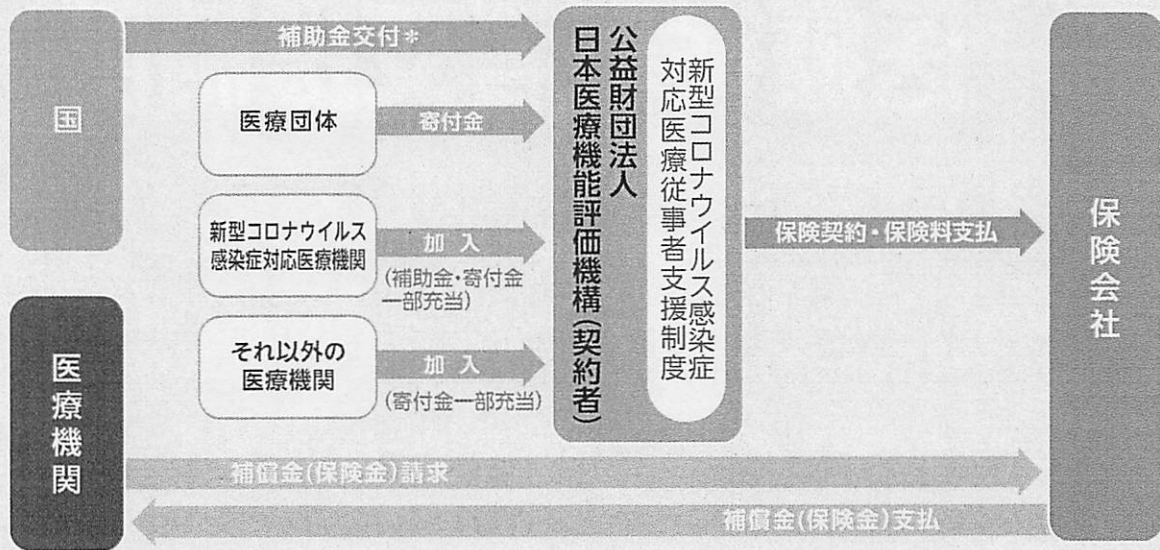 国
補助金交付*
医療団体
寄付金
新型コロナウイルス
感染症対応医療機関
加入
(補助金・寄付金
一部充当)
それ以外の
医療機関
加入
(寄付金一部充当)
公益財団法人
日本医療機能評価機構(契約者)
新型コロナウイルス感染症
対応医療従事者支援制度
保険契約・保険料支払
保険会社
医療機関
補償金(保険金)請求
補償金(保険金)支払